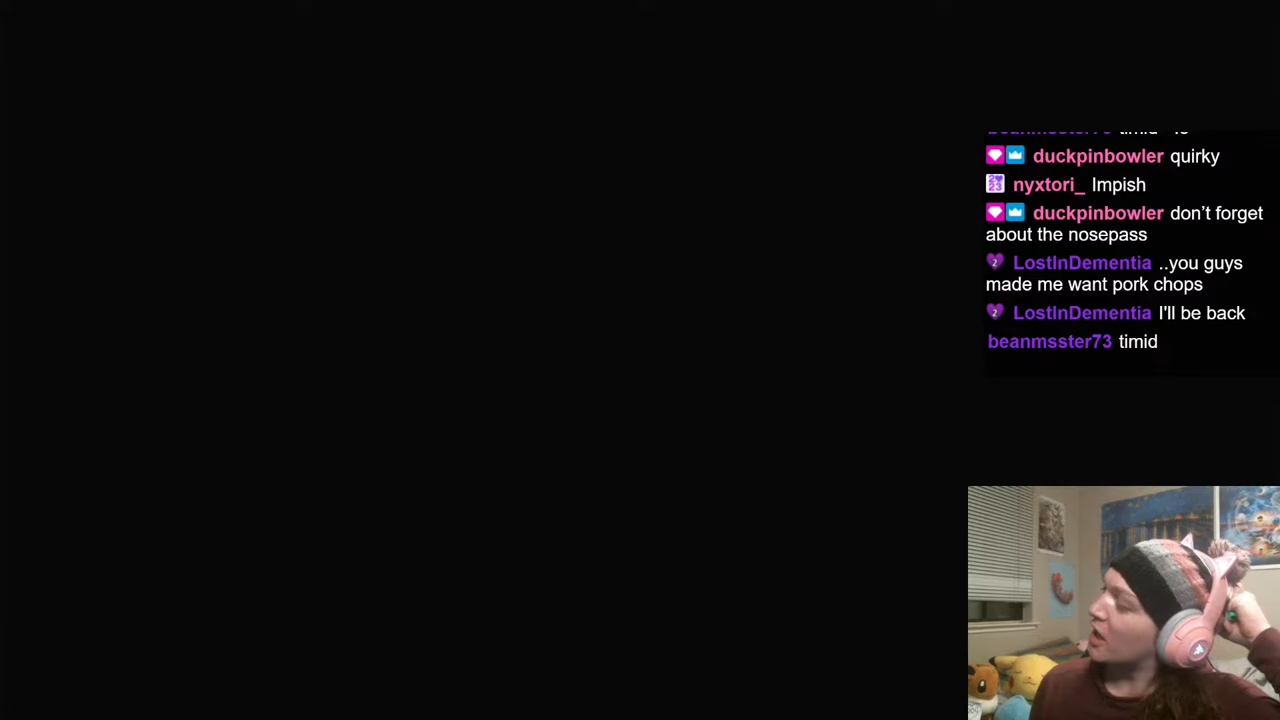 duckpinbowler quirky
nyxtori_ Impish
duckpinbowler don't forget
about the nosepass
LostInDementia ..you guys
made me want pork chops
LostInDementia I'll be back
beanmsster73 timid